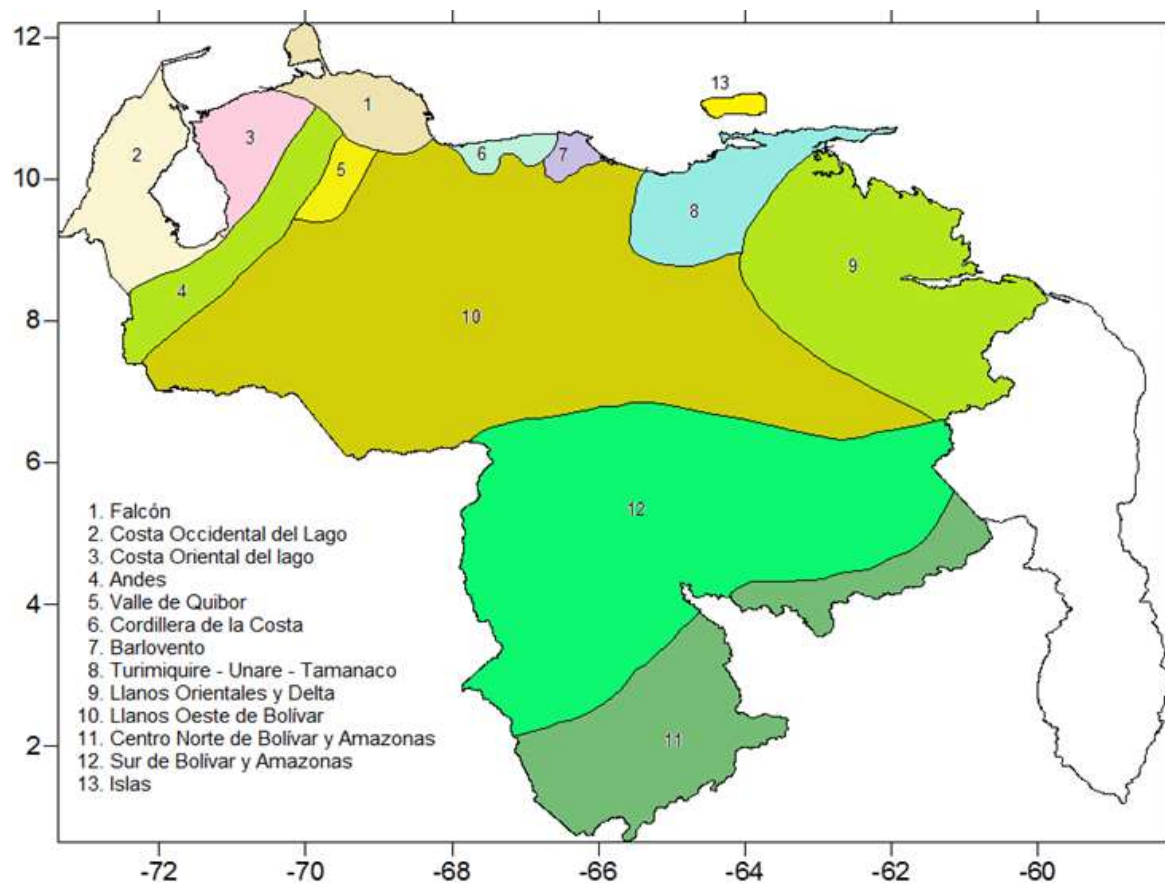 12
10
8
6
4
2
13
1
2
3
6
7
5
8
9
4
10
12
11
1. Falcón
2. Costa Occidental del Lago
3. Costa Oriental del lago
4. Andes
5. Valle de Quibor
6. Cordillera de la Costa
7. Barlovento
8. Turimiquire - Unare - Tamanaco
9. Llanos Orientales y Delta
10. Llanos Oeste de Bolívar
11. Centro Norte de Bolívar y Amazonas
12. Sur de Bolívar y Amazonas
13. Islas
-72 -70 -68 -66 -64 -62 -60